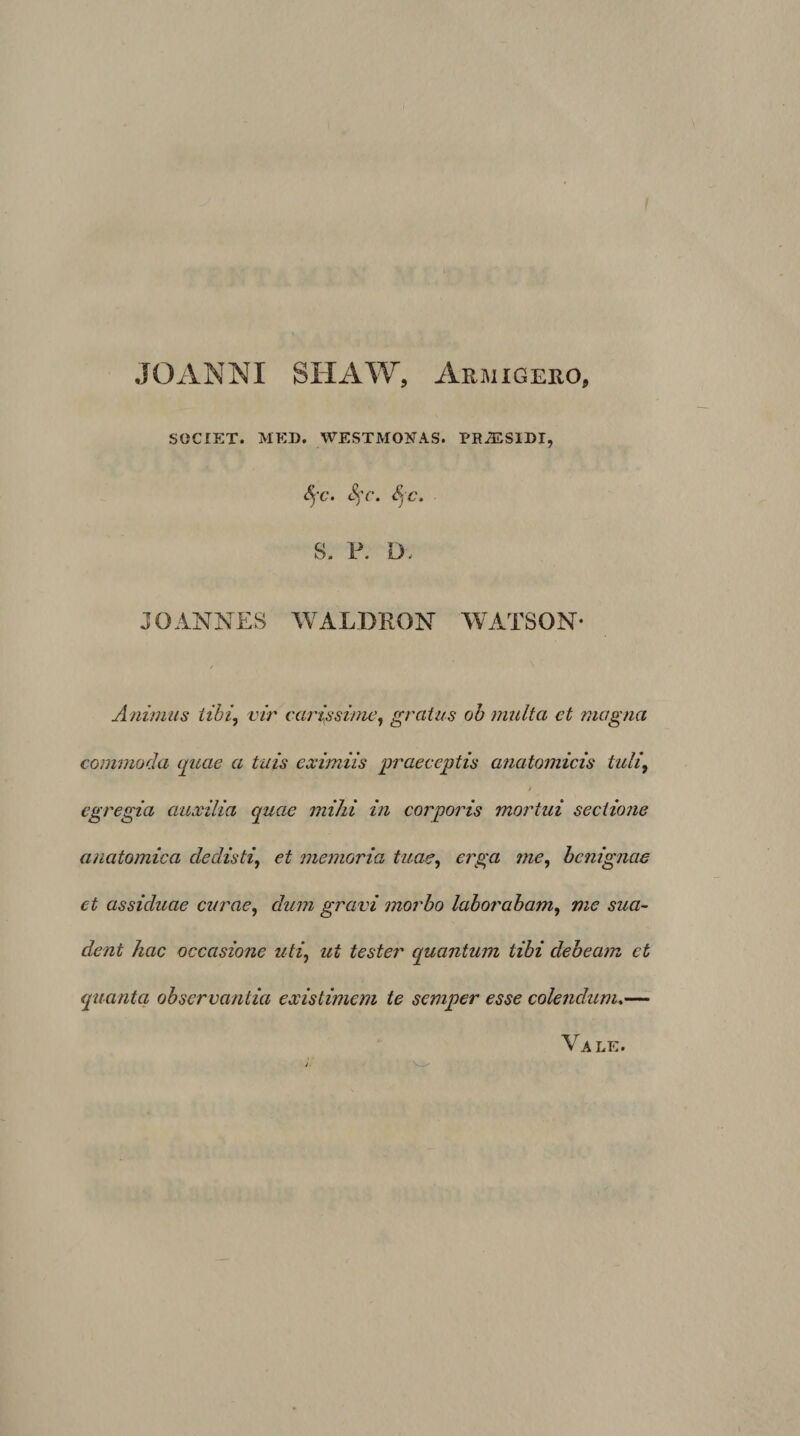 JOANNI SHAW, ARMIGERO,
SOCIET. MED. WESTMONAS. PRÆSIDI,
&c. &c. &c.
S. P. D.
JOANNES WALDRON WATSON·
Animus tibi, vir carissime, gratus ob multa et magna
commoda quae a tuis eximiis praeceptis anatomicis tuli,
egregia auxilia quae mihi in corporis mortui sectione
anatomica dedisti, et memoria tuae, erga me, benignae
et assiduae curae, dum gravi morbo laborabam, me sua-
dent hac occasione uti, ut tester quantum tibi debeam et
quanta observantia existimem te semper esse colendum.—
VALE.